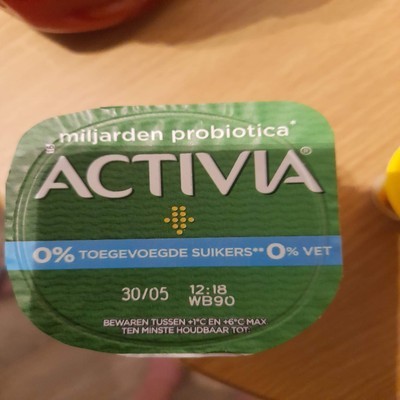 miljarden probiotica*
ACTIVIA®
0% TOEGEVOEGDE SUIKERS** 0% VET
30/05 12:18
WB90
BEWAREN TUSSEN +1°C EN +6°C MAX
TEN MINSTE HOUDBAAR TOT: